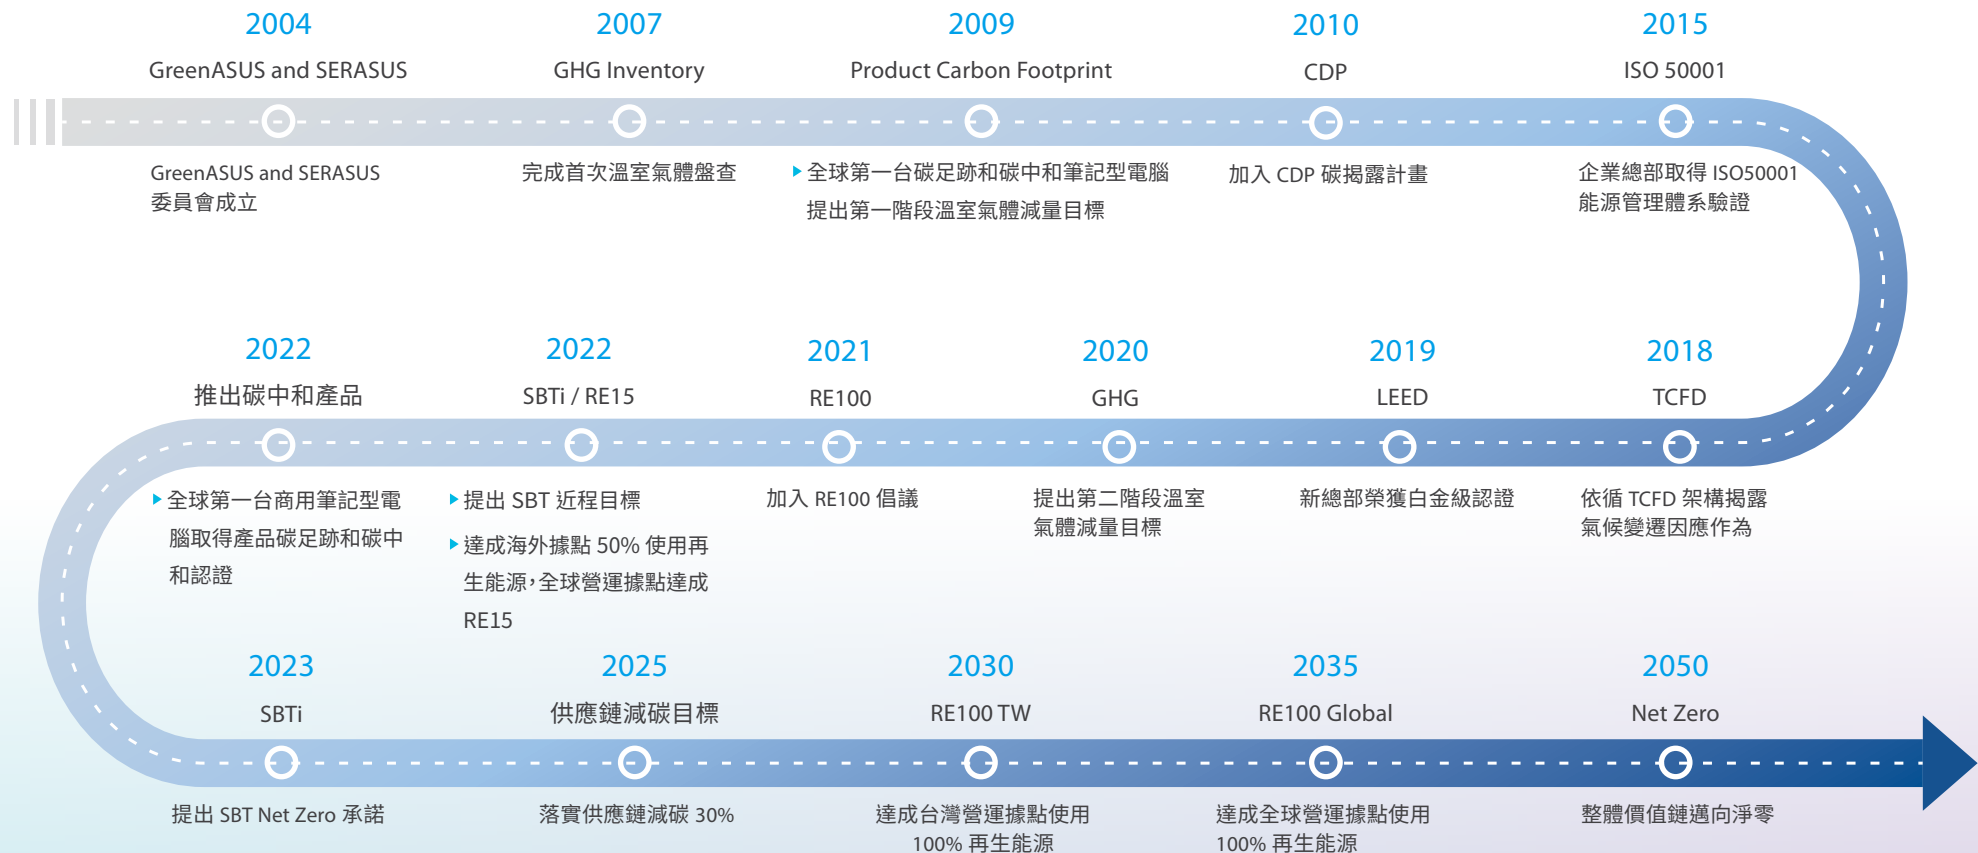 2004
GreenASUS and SERASUS
GreenASUS and SERASUS
委員會成立
2007
GHG Inventory
完成首次溫室氣體盤查
2009
Product Carbon Footprint
全球第一台碳足跡和碳中和筆記型電腦
提出第一階段溫室氣體減量目標
2010
CDP
加入 CDP 碳揭露計畫
2015
ISO 50001
企業總部取得 ISO50001
能源管理體系驗證
2018
TCFD
依循 TCFD 架構揭露
氣候變遷因應作為
2019
LEED
新總部榮獲白金級認證
2020
GHG
提出第二階段溫室
氣體減量目標
2021
RE100
加入 RE100 倡議
2022
SBTi / RE15
提出 SBT 近程目標
達成海外據點 50% 使用再
生能源，全球營運據點達成
RE15
2022
推出碳中和產品
全球第一台商用筆記型電
腦取得產品碳足跡和碳中
和認證
2023
SBTi
提出 SBT Net Zero 承諾
2025
供應鏈減碳目標
落實供應鏈減碳 30%
2030
RE100 TW
達成台灣營運據點使用
100% 再生能源
2035
RE100 Global
達成全球營運據點使用
100% 再生能源
2050
Net Zero
整體價值鏈邁向淨零